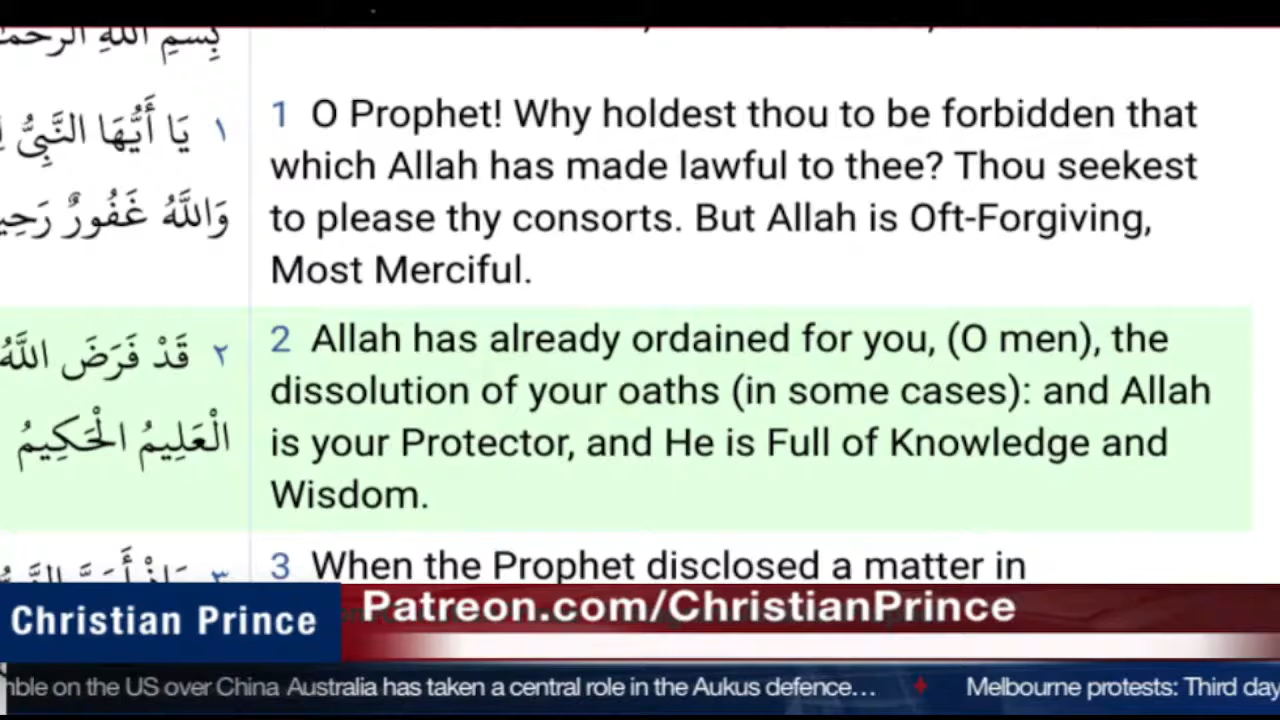 بِسْمِ اللَّهِ
١ يَا أَيُّهَا النَّبِيُّ
وَاللَّهُ غَفُورٌ
٢ قَدْ فَرَضَ اللَّهُ
الْعَلِيمُ الْحَكِيمُ
1 O Prophet! Why holdest thou to be forbidden that
which Allah has made lawful to thee? Thou seekest
to please thy consorts. But Allah is Oft-Forgiving,
Most Merciful.
2 Allah has already ordained for you, (O men), the
dissolution of your oaths (in some cases): and Allah
is your Protector, and He is Full of Knowledge and
Wisdom.
3 When the Prophet disclosed a matter in
Christian Prince
Patreon.com/ChristianPrince
on the US over China Australia has taken a central role in the Aukus defence... Melbourne protests: Third day